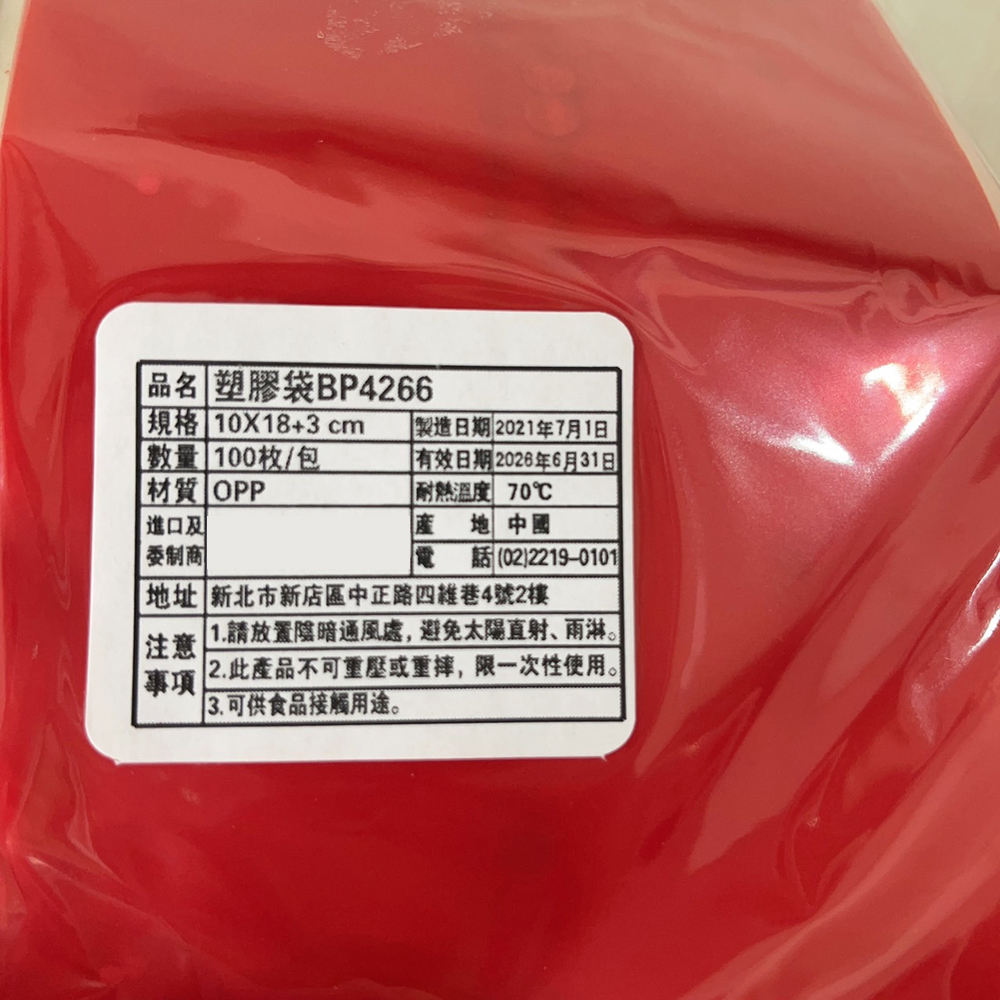 品名 塑膠袋BP4266
規格 10X18+3 cm 製造日期 2021年7月1日
數量 100枚/包 有效日期 2026年6月31日
材質 OPP 耐熱溫度 70℃
進口及委制商 產地 中國
電話 (02)2219-0101
地址 新北市新店區中正路四維巷4號2樓
注意事項
1.請放置陰暗通風處，避免太陽直射、雨淋。
2.此產品不可重壓或重摔，限一次性使用。
3.可供食品接觸用途。